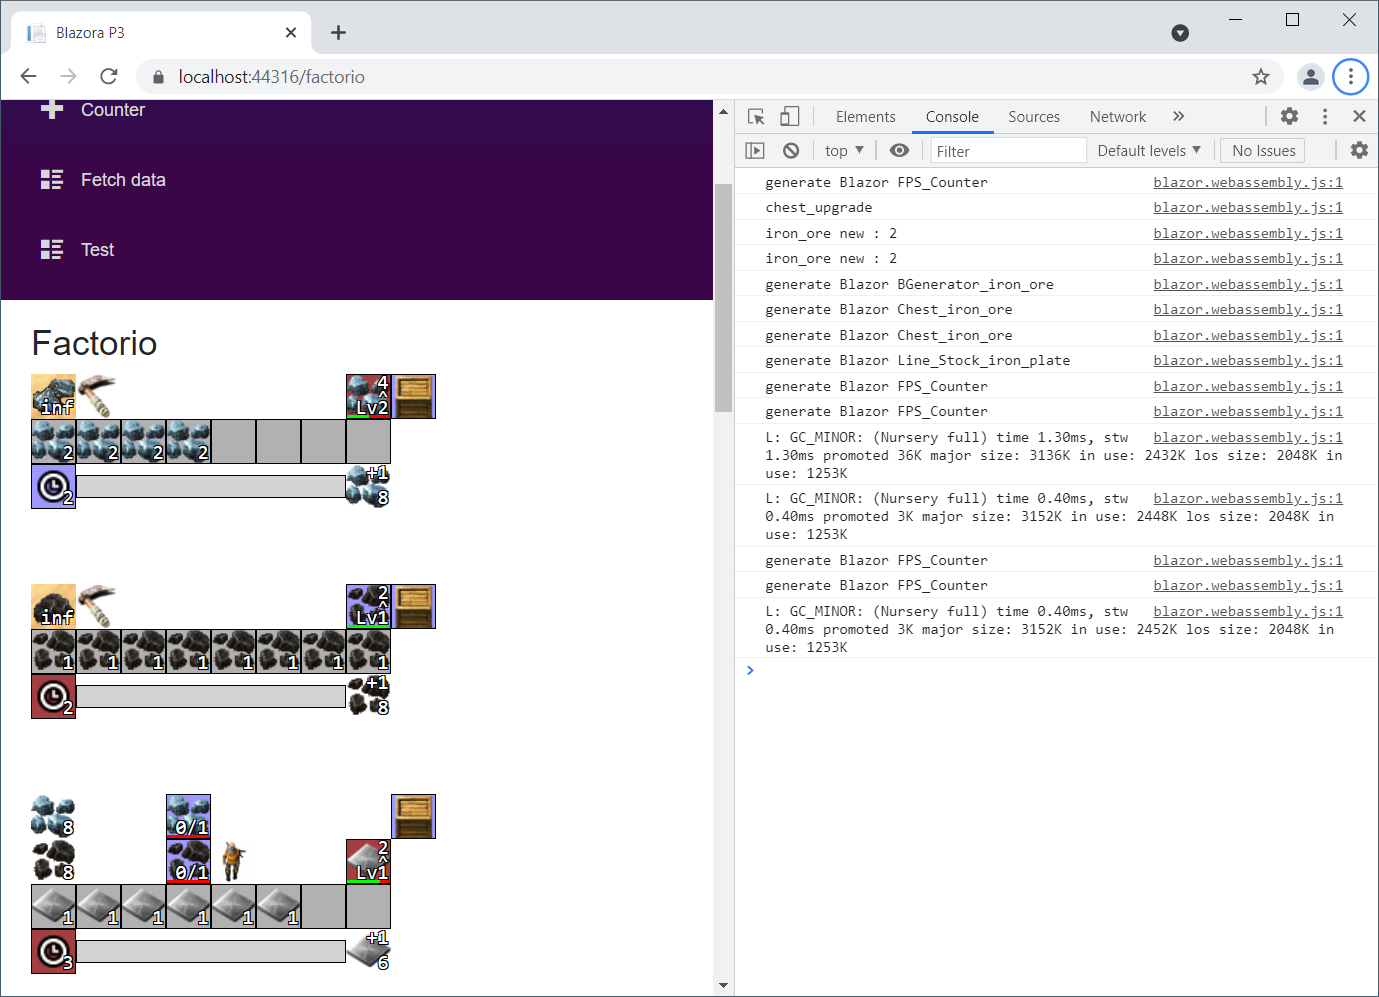 Blazora P3
localhost:44316/factorio
Counter
Fetch data
Test
Factorio
inf
4
^
Lv2
2 2 2 2
2
+1
8
inf
2
^
Lv1
1 1 1 1 1 1 1 1
2
+1
8
8
0/1
8
0/1
2
^
Lv1
1 1 1 1 1 1
3
+1
6
Elements Console Sources Network »
top Filter Default levels No Issues
generate Blazor FPS_Counter blazor.webassembly.js:1
chest_upgrade blazor.webassembly.js:1
iron_ore new : 2 blazor.webassembly.js:1
iron_ore new : 2 blazor.webassembly.js:1
generate Blazor BGenerator_iron_ore blazor.webassembly.js:1
generate Blazor Chest_iron_ore blazor.webassembly.js:1
generate Blazor Chest_iron_ore blazor.webassembly.js:1
generate Blazor Line_Stock_iron_plate blazor.webassembly.js:1
generate Blazor FPS_Counter blazor.webassembly.js:1
generate Blazor FPS_Counter blazor.webassembly.js:1
L: GC_MINOR: (Nursery full) time 1.30ms, stw blazor.webassembly.js:1
1.30ms promoted 36K major size: 3136K in use: 2432K los size: 2048K in
use: 1253K
L: GC_MINOR: (Nursery full) time 0.40ms, stw blazor.webassembly.js:1
0.40ms promoted 3K major size: 3152K in use: 2448K los size: 2048K in
use: 1253K
generate Blazor FPS_Counter blazor.webassembly.js:1
generate Blazor FPS_Counter blazor.webassembly.js:1
L: GC_MINOR: (Nursery full) time 0.40ms, stw blazor.webassembly.js:1
0.40ms promoted 3K major size: 3152K in use: 2452K los size: 2048K in
use: 1253K